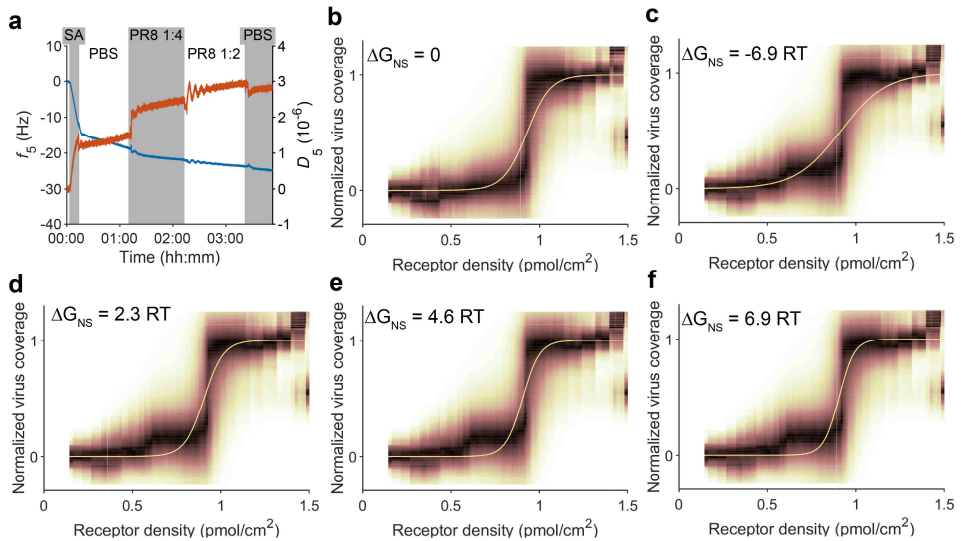 a
SA
PBS
PR8 1:4
PR8 1:2
PBS
f5 (Hz)
10
0
-10
-20
-30
-40
D5 (10-6)
4
3
2
1
0
-1
00:00 01:00 02:00 03:00
Time (hh:mm)
b
ΔGNS = 0
Normalized virus coverage
1
0
0 0.5 1 1.5
Receptor density (pmol/cm2)
c
ΔGNS = -6.9 RT
Normalized virus coverage
1
0
0 0.5 1 1.5
Receptor density (pmol/cm2)
d
ΔGNS = 2.3 RT
Normalized virus coverage
1
0
0 0.5 1 1.5
Receptor density (pmol/cm2)
e
ΔGNS = 4.6 RT
Normalized virus coverage
1
0
0 0.5 1 1.5
Receptor density (pmol/cm2)
f
ΔGNS = 6.9 RT
Normalized virus coverage
1
0
0 0.5 1 1.5
Receptor density (pmol/cm2)